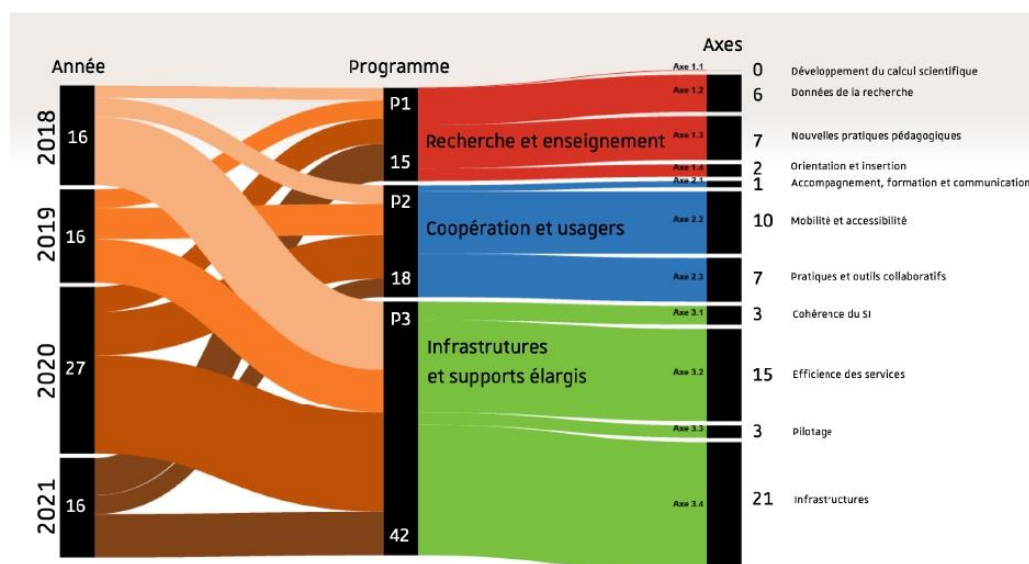 Année
2018
16
2019
16
2020
27
2021
16
Programme
P1
15
P2
18
P3
42
Recherche et enseignement
Coopération et usagers
Infrastrutures
et supports élargis
Axes
Axe 1.1 0 Développement du calcul scientifique
Axe 1.2 6 Données de la recherche
Axe 1.3 7 Nouvelles pratiques pédagogiques
Axe 1.4 2 Orientation et insertion
Axe 2.1 1 Accompagnement, formation et communication
Axe 2.2 10 Mobilité et accessibilité
Axe 2.3 7 Pratiques et outils collaboratifs
Axe 3.1 3 Cohérence du SI
Axe 3.2 15 Efficience des services
Axe 3.3 3 Pilotage
Axe 3.4 21 Infrastructures